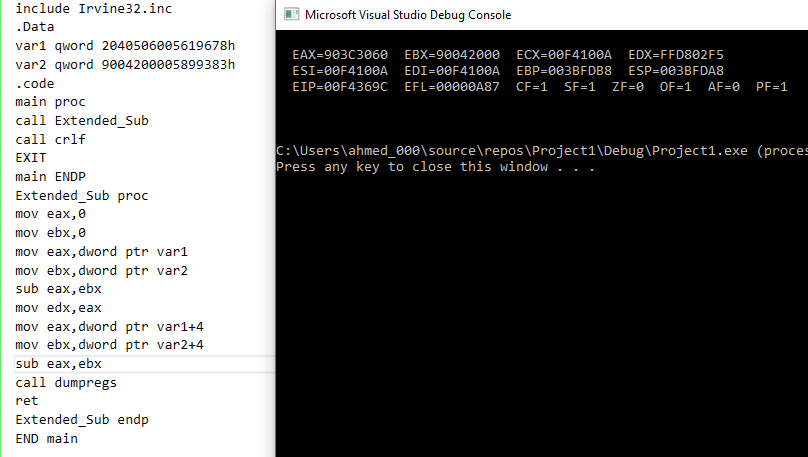 include Irvine32.inc
.Data
var1 qword 2040506005619678h
var2 qword 9004200005899383h
.code
main proc
call Extended_Sub
call crlf
EXIT
main ENDP
Extended_Sub proc
mov eax,0
mov ebx,0
mov eax,dword ptr var1
mov ebx,dword ptr var2
sub eax,ebx
mov edx,eax
mov eax,dword ptr var1+4
mov ebx,dword ptr var2+4
sub eax,ebx
call dumpregs
ret
Extended_Sub endp
END main
Microsoft Visual Studio Debug Console
EAX=903C3060 EBX=90042000 ECX=00F4100A EDX=FFD802F5
ESI=00F4100A EDI=00F4100A EBP=003BFDB8 ESP=003BFDA8
EIP=00F4369C EFL=00000A87 CF=1 SF=1 ZF=0 OF=1 AF=0 PF=1
C:\Users\ahmed_000\source\repos\Project1\Debug\Project1.exe (proces
Press any key to close this window . . .